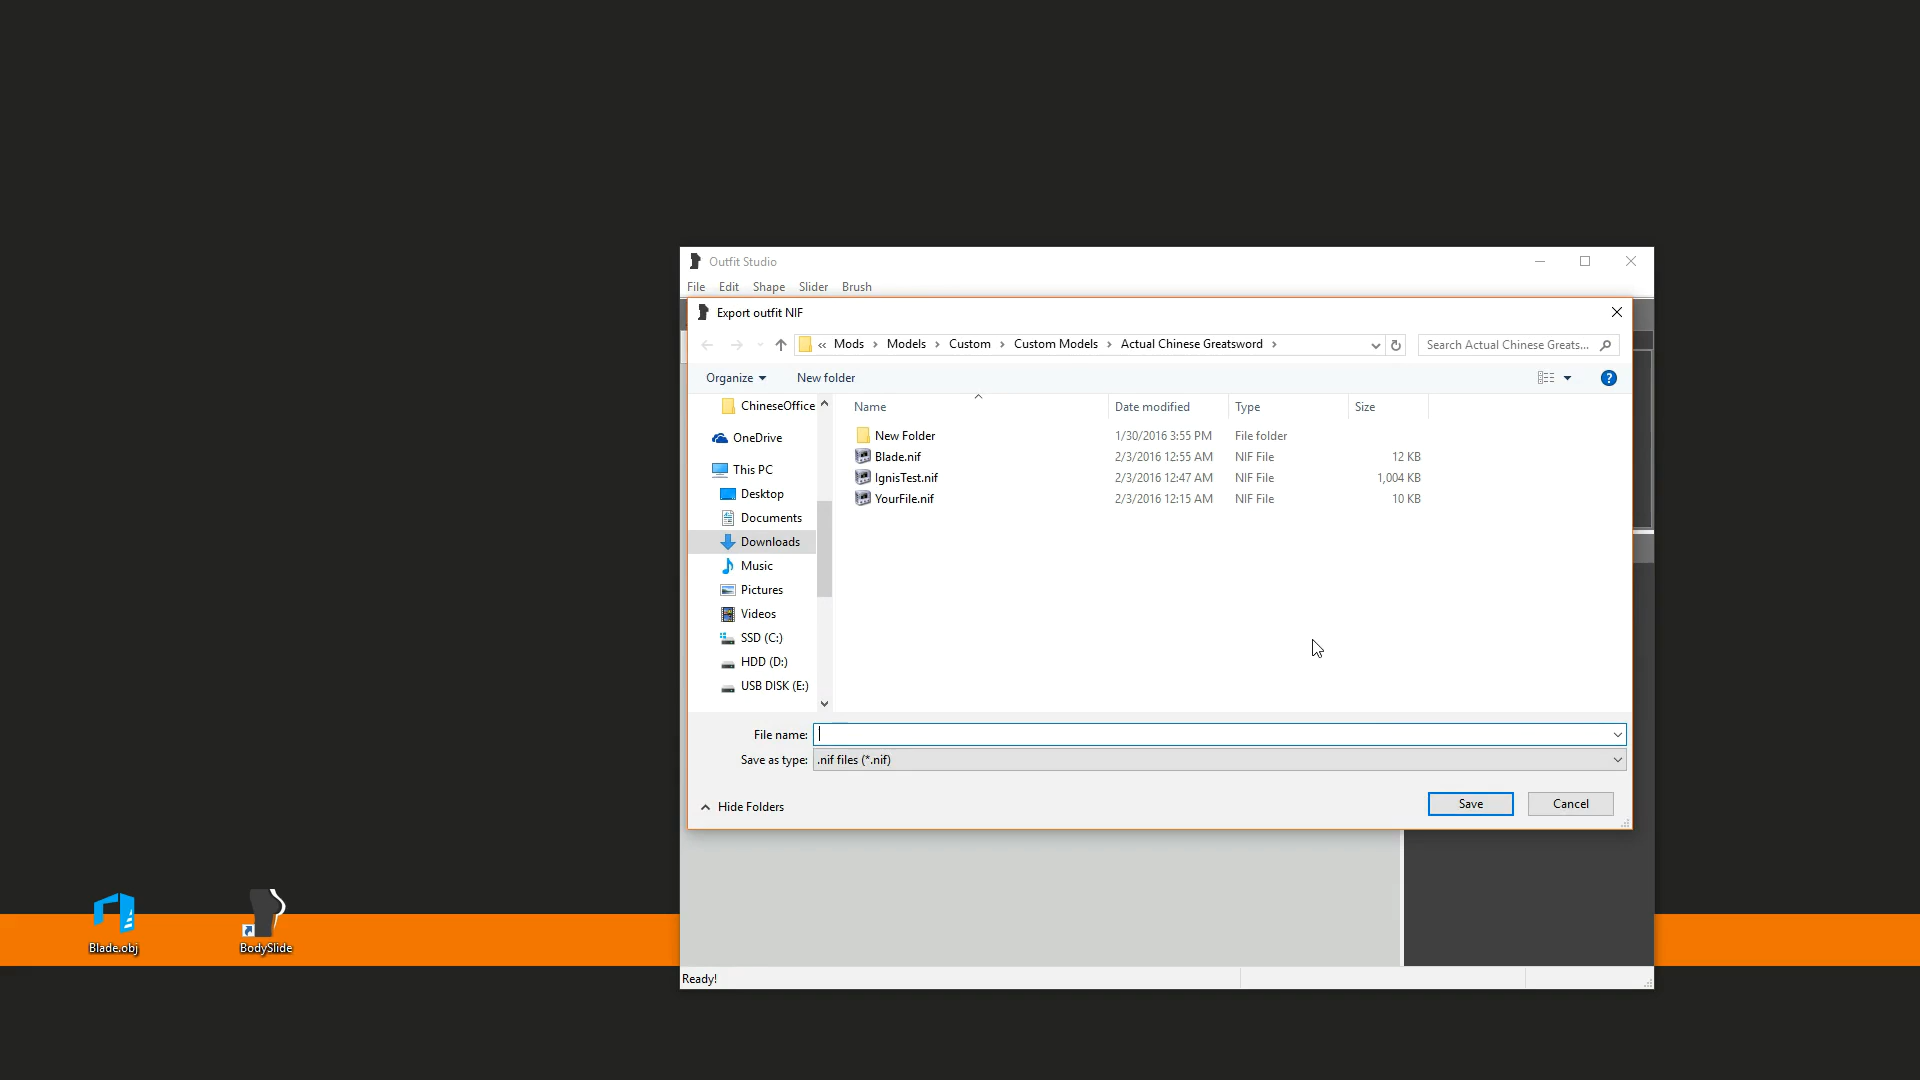 Outfit Studio
File Edit Shape Slider Brush
Export outfit NIF
« Mods › Models › Custom › Custom Models › Actual Chinese Greatsword ›
Search Actual Chinese Greats...
Organize New folder
?
ChineseOffice
OneDrive
This PC
Desktop
Documents
Downloads
Music
Pictures
Videos
SSD (C:)
HDD (D:)
USB DISK (E:)
Name Date modified Type Size
New Folder 1/30/2016 3:55 PM File folder
Blade.nif 2/3/2016 12:55 AM NIF File 12 KB
IgnisTest.nif 2/3/2016 12:47 AM NIF File 1,004 KB
YourFile.nif 2/3/2016 12:15 AM NIF File 10 KB
File name:
Save as type: .nif files (*.nif)
Hide Folders
Save Cancel
Blade.obj BodySlide
Ready!